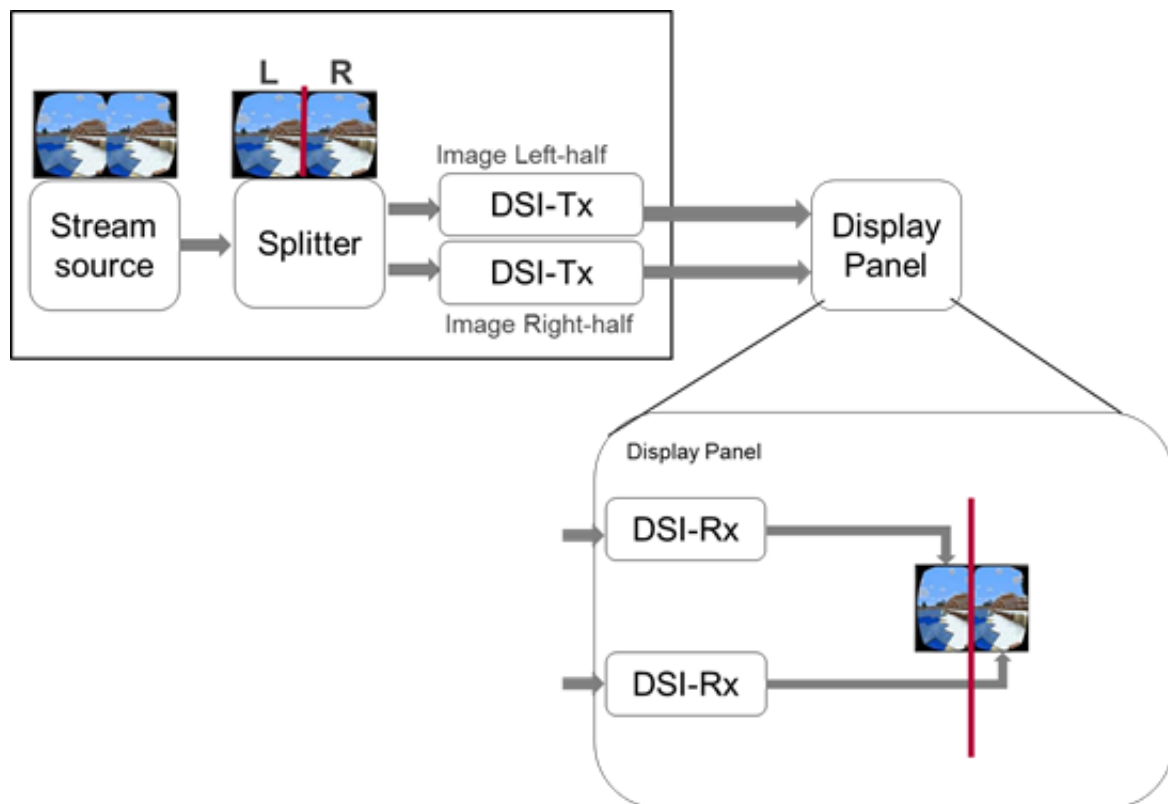 L R
Image Left-half
DSI-Tx
Stream
source
Splitter
DSI-Tx
Image Right-half
Display
Panel
Display Panel
DSI-Rx
DSI-Rx